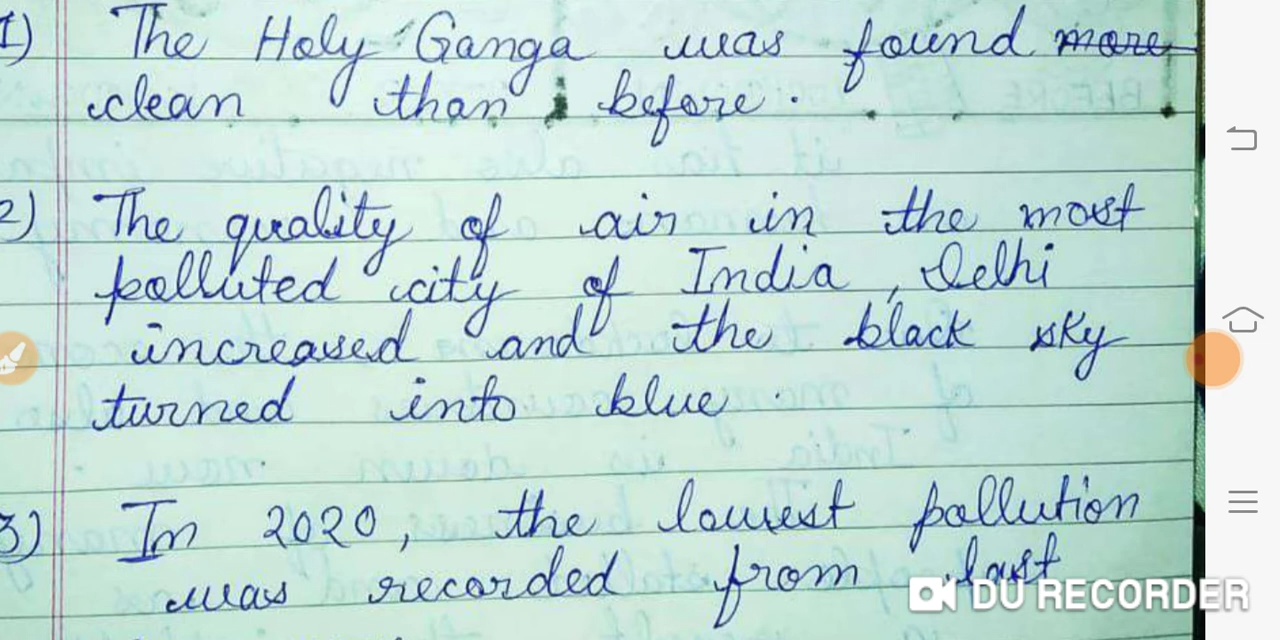 1) The Holy Ganga was found more
clean than before.
2) The quality of air in the most
polluted city of India, Delhi
increased and the black sky
turned into blue.
3) In 2020, the lowest pollution
was recorded from last
DU RECORDER